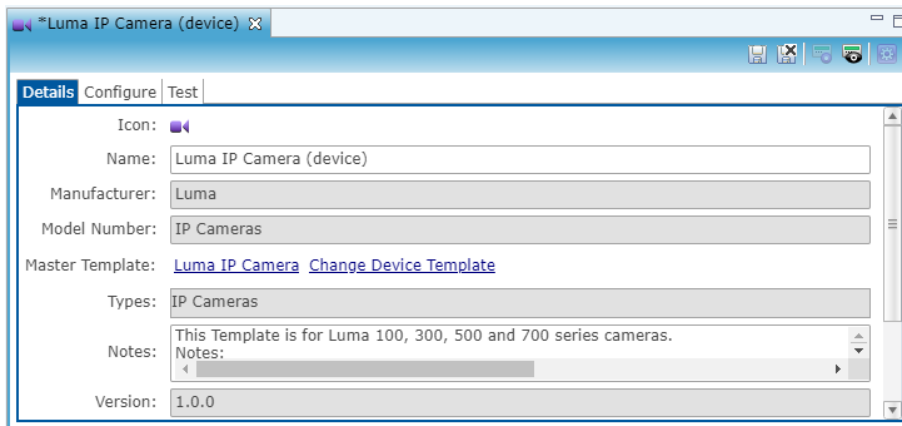 *Luma IP Camera (device)
Details Configure Test
Icon:
Name: Luma IP Camera (device)
Manufacturer: Luma
Model Number: IP Cameras
Master Template: Luma IP Camera Change Device Template
Types: IP Cameras
Notes: This Template is for Luma 100, 300, 500 and 700 series cameras.
Notes:
Version: 1.0.0